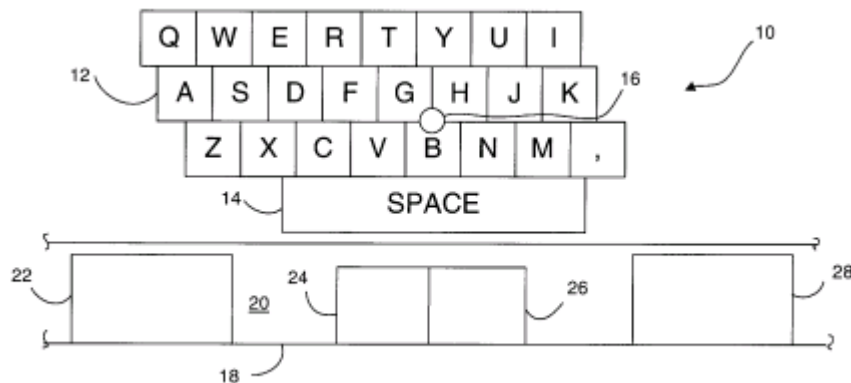 Q W E R T Y U I
10
12 A S D F G H J K 16
Z X C V B N M ,
14 SPACE
22 20 24 26 28
18